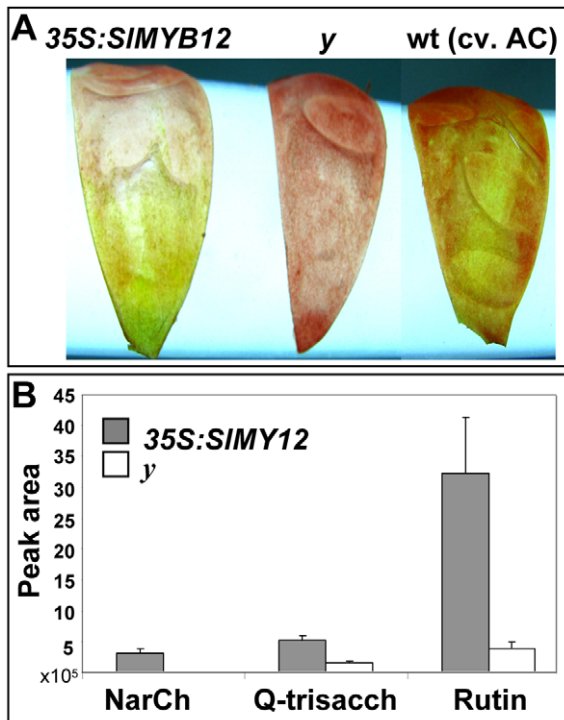 A 35S:SlMYB12 y wt (cv. AC)
B
45
40
35
30
25
20
15
10
5
x10⁵
Peak area
35S:SlMY12
y
NarCh Q-trisacch Rutin